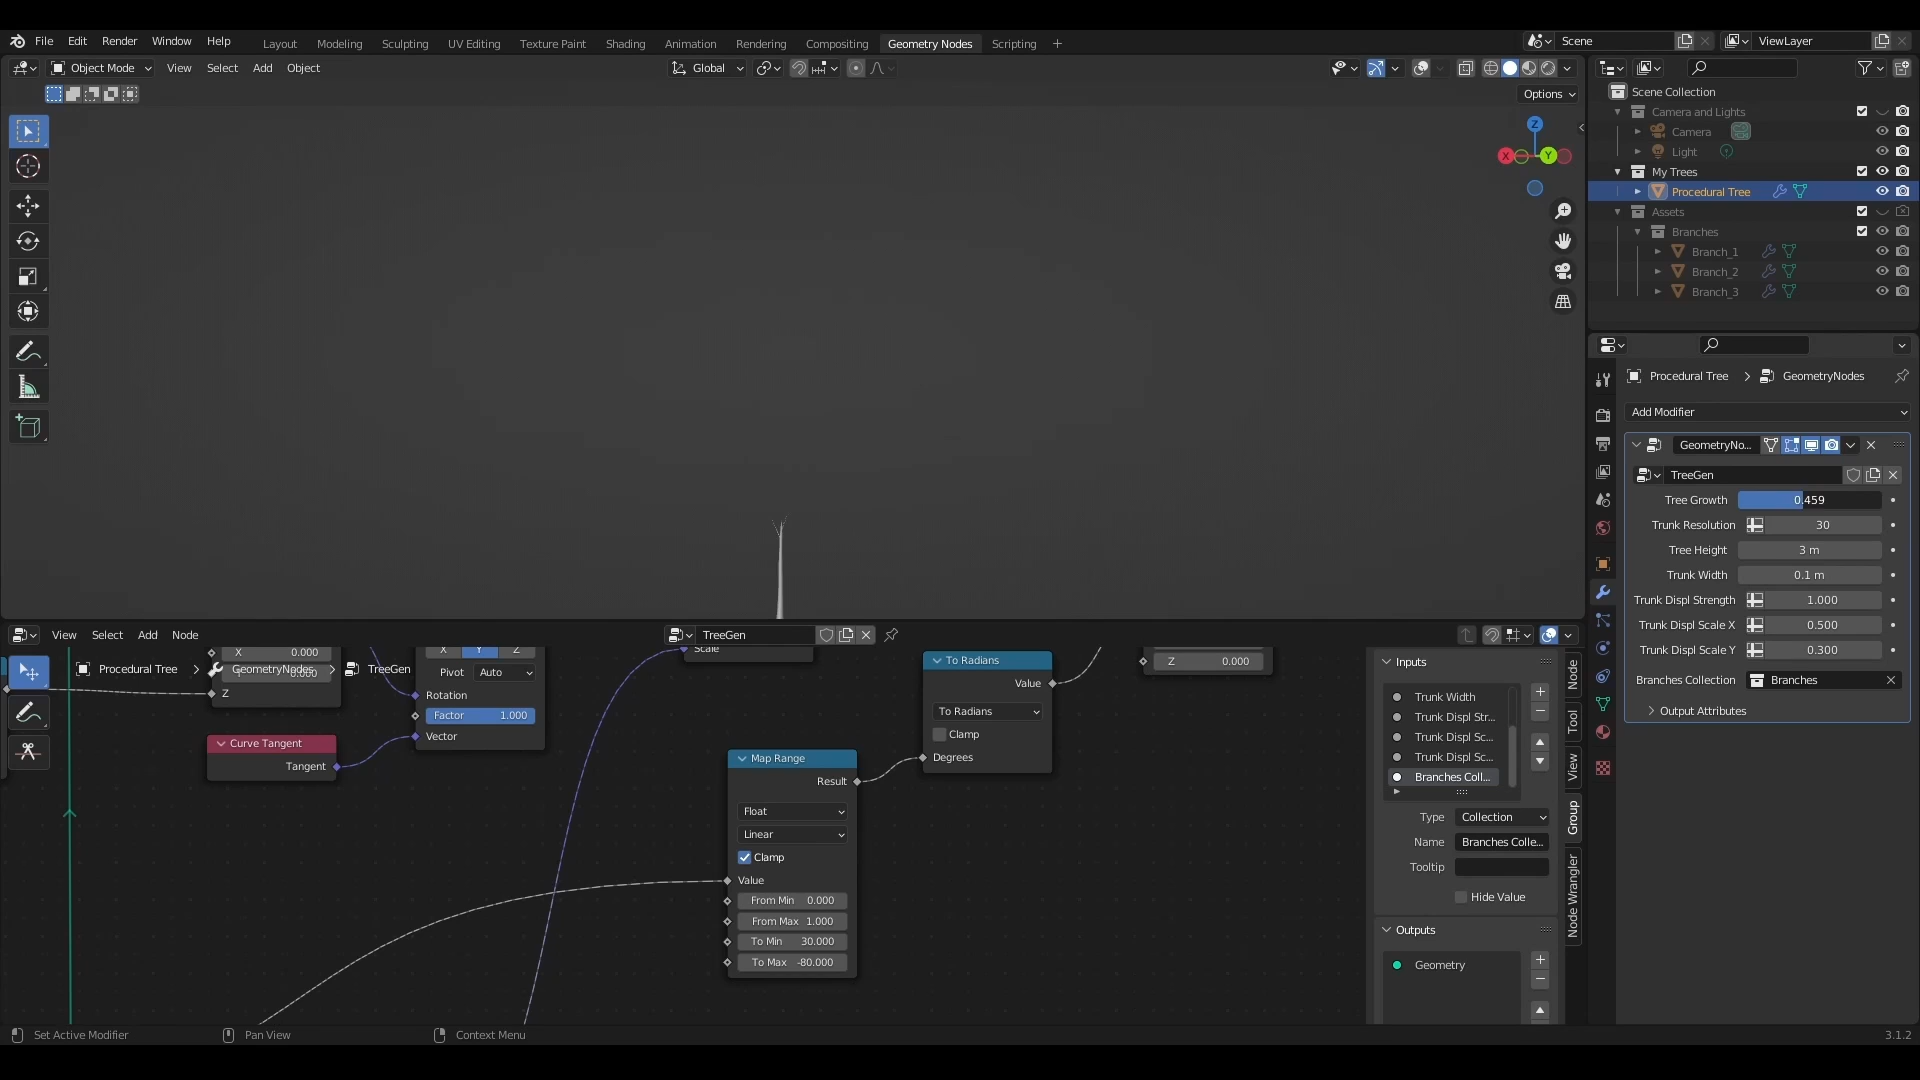 File Edit Render Window Help
Layout Modeling Sculpting UV Editing Texture Paint Shading Animation Rendering Compositing Geometry Nodes Scripting +
Scene
ViewLayer
Object Mode View Select Add Object
Global
Options
Z
X
Y
Scene Collection
Camera and Lights
Camera
Light
My Trees
Procedural Tree
Assets
Branches
Branch_1
Branch_2
Branch_3
Procedural Tree > GeometryNodes
Add Modifier
GeometryNo...
TreeGen
Tree Growth 0.459
Trunk Resolution 30
Tree Height 3 m
Trunk Width 0.1 m
Trunk Displ Strength 1.000
Trunk Displ Scale X 0.500
Trunk Displ Scale Y 0.300
Branches Collection Branches
Output Attributes
View Select Add Node
TreeGen
Procedural Tree > GeometryNodes > TreeGen
X 0.000
0.000
Z
Curve Tangent
Tangent
X Y Z
Pivot Auto
Rotation
Factor 1.000
Vector
Scale
Map Range
Result
Float
Linear
Clamp
Value
From Min 0.000
From Max 1.000
To Min 30.000
To Max -80.000
To Radians
Value
To Radians
Clamp
Degrees
Z 0.000
Inputs
Trunk Width
Trunk Displ Str...
Trunk Displ Sc...
Trunk Displ Sc...
Branches Coll...
Type Collection
Name Branches Colle...
Tooltip
Hide Value
Outputs
Geometry
Node
Tool
View
Group
Node Wrangler
Set Active Modifier
Pan View
Context Menu
3.1.2